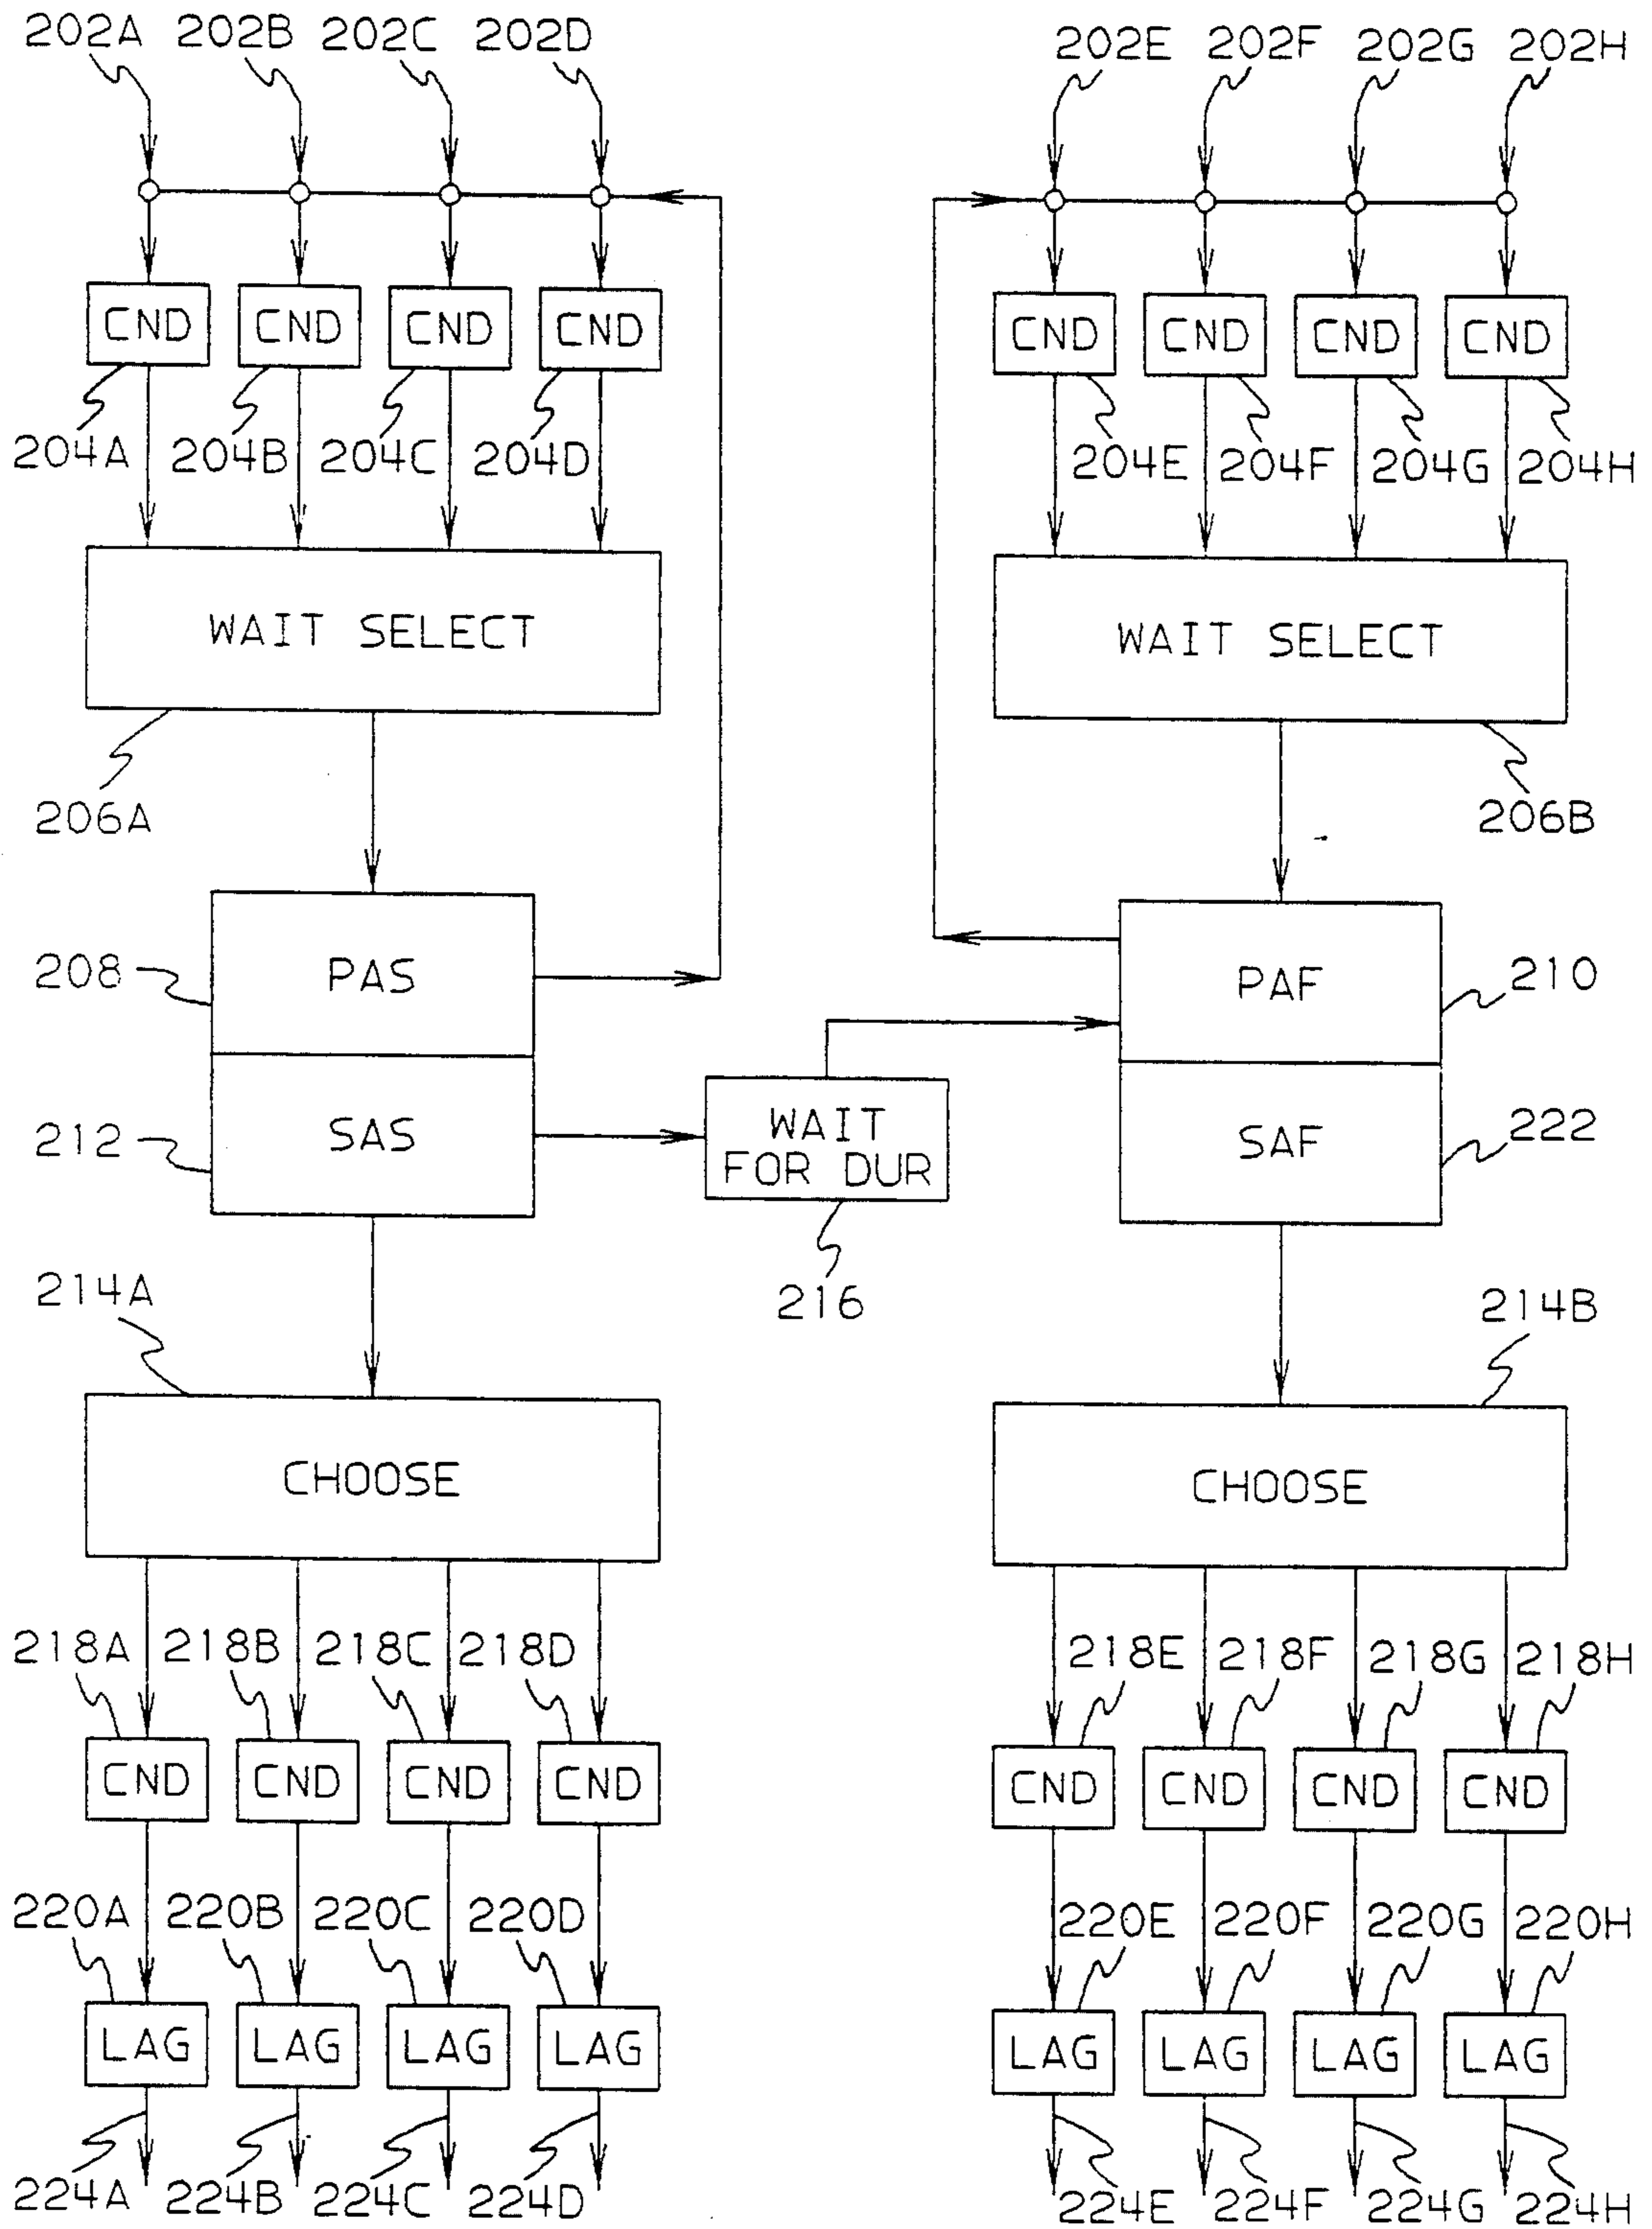 202A 202B 202C 202D 202E 202F 202G 202H
CND CND CND CND CND CND CND CND
204A 204B 204C 204D 204E 204F 204G 204H
WAIT SELECT WAIT SELECT
206A 206B
208 PAS PAF 210
212 SAS WAIT SAF 222
FOR DUR
216
214A 214B
CHOOSE CHOOSE
218A 218B 218C 218D 218E 218F 218G 218H
CND CND CND CND CND CND CND CND
220A 220B 220C 220D 220E 220F 220G 220H
LAG LAG LAG LAG LAG LAG LAG LAG
224A 224B 224C 224D 224E 224F 224G 224H